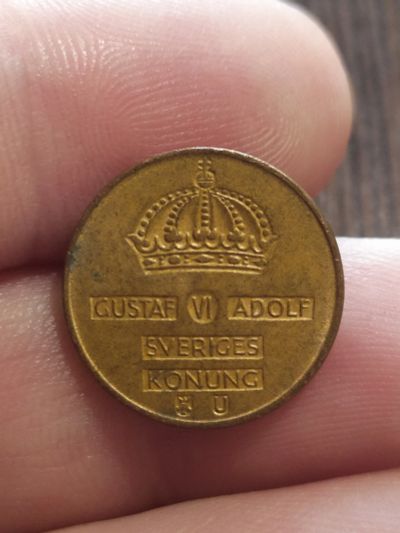 GUSTAF VI ADOLF
SVERIGES
KONUNG
U